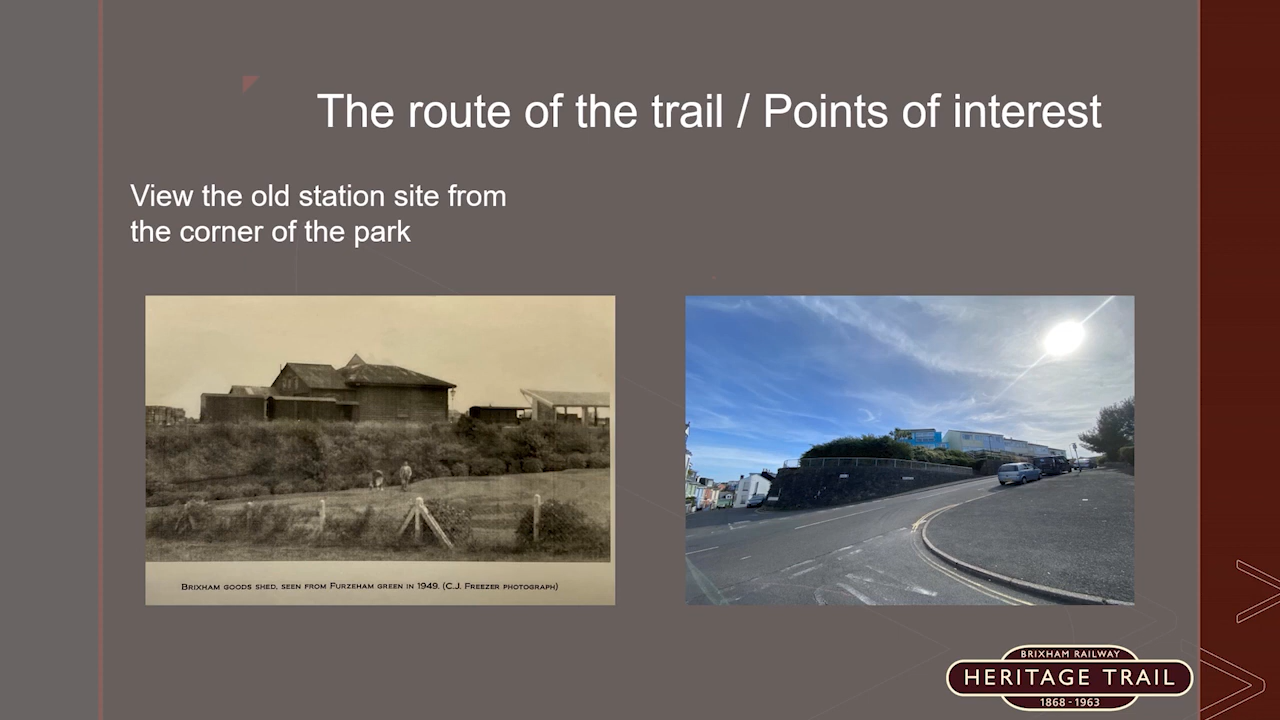 The route of the trail / Points of interest
View the old station site from
the corner of the park
BRIXHAM GOODS SHED, SEEN FROM FURZEHAM GREEN IN 1949. (C.J. FREEZER PHOTOGRAPH)
BRIXHAM RAILWAY
HERITAGE TRAIL
1868 - 1963